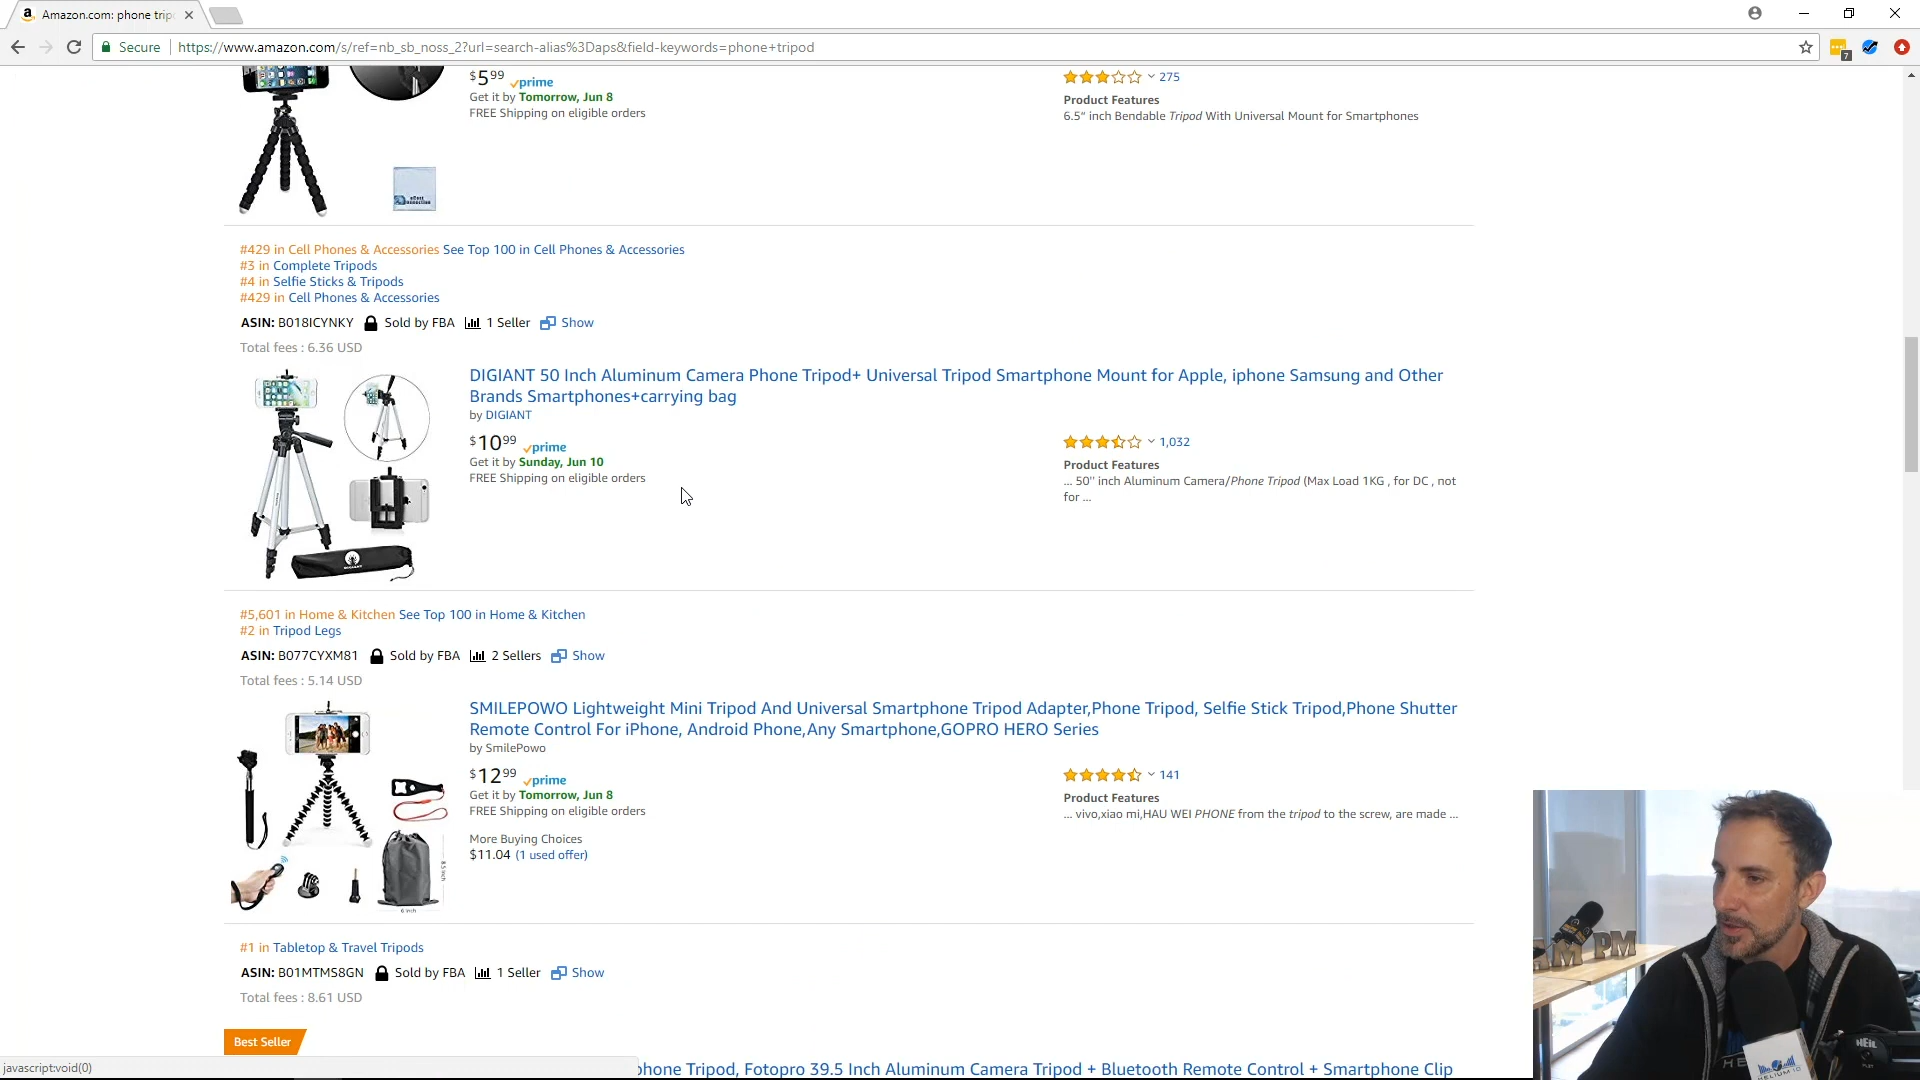 Amazon.com: phone trip
Secure https://www.amazon.com/s/ref=nb_sb_noss_2?url=search-alias%3Daps&field-keywords=phone+tripod
7
$5 99 prime
Get it by Tomorrow, Jun 8
FREE Shipping on eligible orders
275
Product Features
6.5” inch Bendable Tripod With Universal Mount for Smartphones
#429 in Cell Phones & Accessories See Top 100 in Cell Phones & Accessories
#3 in Complete Tripods
#4 in Selfie Sticks & Tripods
#429 in Cell Phones & Accessories
ASIN: B018ICYNKY Sold by FBA 1 Seller Show
Total fees : 6.36 USD
DIGIANT 50 Inch Aluminum Camera Phone Tripod+ Universal Tripod Smartphone Mount for Apple, iphone Samsung and Other
Brands Smartphones+carrying bag
by DIGIANT
$10 99 prime
Get it by Sunday, Jun 10
FREE Shipping on eligible orders
1,032
Product Features
... 50'' inch Aluminum Camera/Phone Tripod (Max Load 1KG , for DC , not
for ...
#5,601 in Home & Kitchen See Top 100 in Home & Kitchen
#2 in Tripod Legs
ASIN: B077CYXM81 Sold by FBA 2 Sellers Show
Total fees : 5.14 USD
SMILEPOWO Lightweight Mini Tripod And Universal Smartphone Tripod Adapter,Phone Tripod, Selfie Stick Tripod,Phone Shutter
Remote Control For iPhone, Android Phone,Any Smartphone,GOPRO HERO Series
by SmilePowo
$12 99 prime
Get it by Tomorrow, Jun 8
FREE Shipping on eligible orders
More Buying Choices
$11.04 (1 used offer)
141
Product Features
... vivo,xiao mi,HAU WEI PHONE from the tripod to the screw, are made ...
8.5 inch
6 inch
#1 in Tabletop & Travel Tripods
ASIN: B01MTMS8GN Sold by FBA 1 Seller Show
Total fees : 8.61 USD
Best Seller
phone Tripod, Fotopro 39.5 Inch Aluminum Camera Tripod + Bluetooth Remote Control + Smartphone Clip
javascript:void(0)
AM PM
HELIUM 10
NEIL